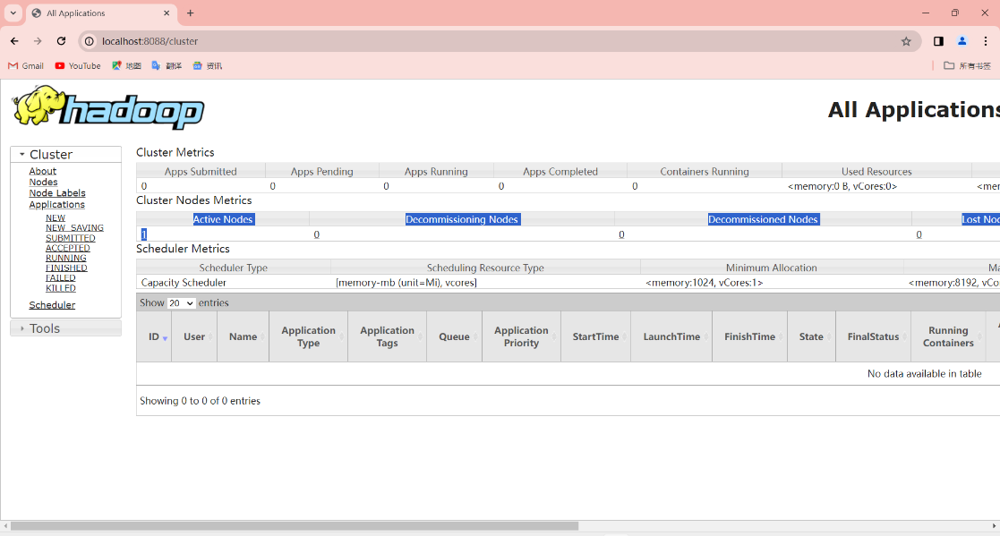 All Applications
localhost:8088/cluster
Gmail YouTube 地图 翻译 资讯 所有书签
hadoop
All Applications
Cluster
About
Nodes
Node Labels
Applications
NEW
NEW_SAVING
SUBMITTED
ACCEPTED
RUNNING
FINISHED
FAILED
KILLED
Scheduler
Tools
Cluster Metrics
Apps Submitted Apps Pending Apps Running Apps Completed Containers Running Used Resources
0 0 0 0 0 <memory:0 B, vCores:0> <mem
Cluster Nodes Metrics
Active Nodes Decommissioning Nodes Decommissioned Nodes Lost Noc
1 0 0 0
Scheduler Metrics
Scheduler Type Scheduling Resource Type Minimum Allocation Ma
Capacity Scheduler [memory-mb (unit=Mi), vcores] <memory:1024, vCores:1> <memory:8192, vCo
Show 20 entries
ID User Name Application Type Application Tags Queue Application Priority StartTime LaunchTime FinishTime State FinalStatus Running Containers
No data available in table
Showing 0 to 0 of 0 entries